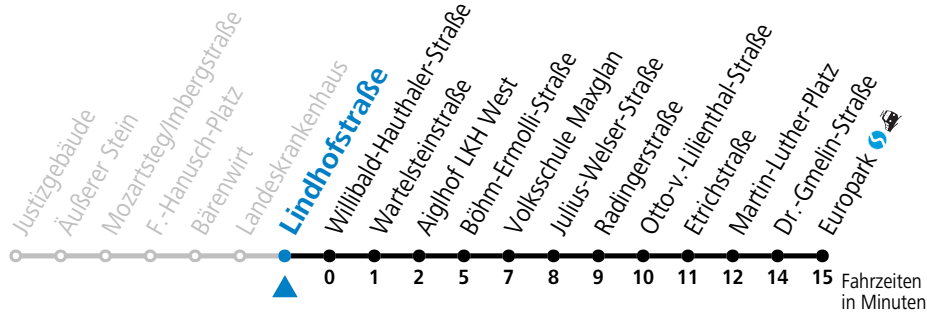 Justizgebäude
Äußerer Stein
Mozartsteg/Imbergstraße
F.-Hanusch-Platz
Bärenwirt
Landeskrankenhaus
Lindhofstraße
Willibald-Hauthaler-Straße
Wartelsteinstraße
Aiglhof LKH West
Böhm-Ermolli-Straße
Volksschule Maxglan
Julius-Welser-Straße
Radingerstraße
Otto-v.-Lilienthal-Straße
Etrichstraße
Martin-Luther-Platz
Dr.-Gmelin-Straße
Europark
0 1 2 5 7 8 9 10 11 12 14 15
Fahrzeiten
in Minuten